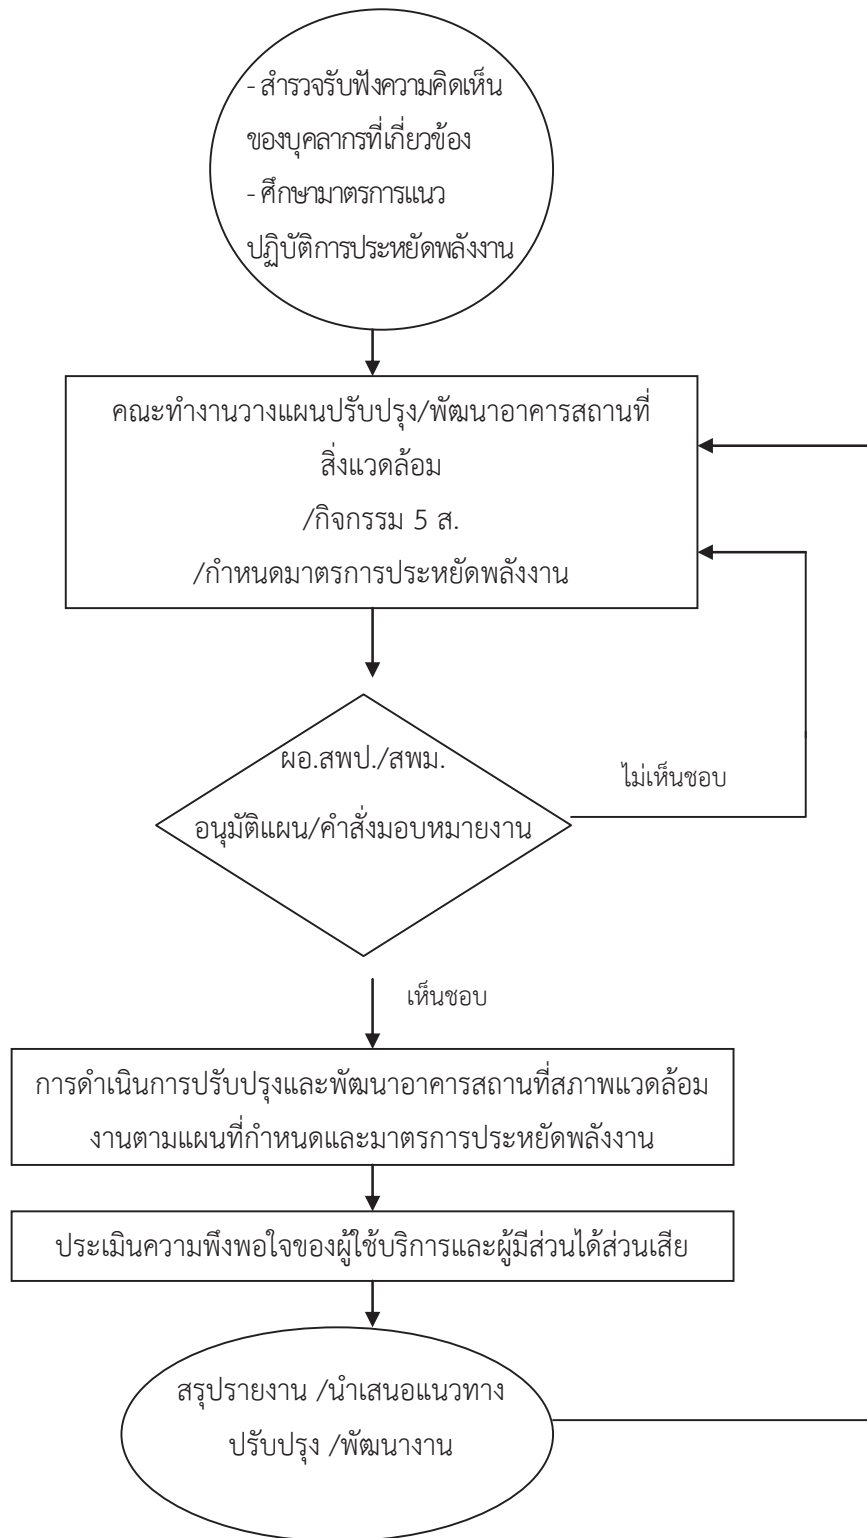 - สำรวจรับฟังความคิดเห็น
ของบุคลากรที่เกี่ยวข้อง
- ศึกษามาตรการแนว
ปฏิบัติการประหยัดพลังงาน
คณะทำงานวางแผนปรับปรุง/พัฒนาอาคารสถานที่
สิ่งแวดล้อม
/กิจกรรม 5 ส.
/กำหนดมาตรการประหยัดพลังงาน
ผอ.สพป./สพม.
อนุมัติแผน/คำสั่งมอบหมายงาน
ไม่เห็นชอบ
เห็นชอบ
การดำเนินการปรับปรุงและพัฒนาอาคารสถานที่สภาพแวดล้อม
งานตามแผนที่กำหนดและมาตรการประหยัดพลังงาน
ประเมินความพึงพอใจของผู้ใช้บริการและผู้มีส่วนได้ส่วนเสีย
สรุปรายงาน /นำเสนอแนวทาง
ปรับปรุง /พัฒนางาน